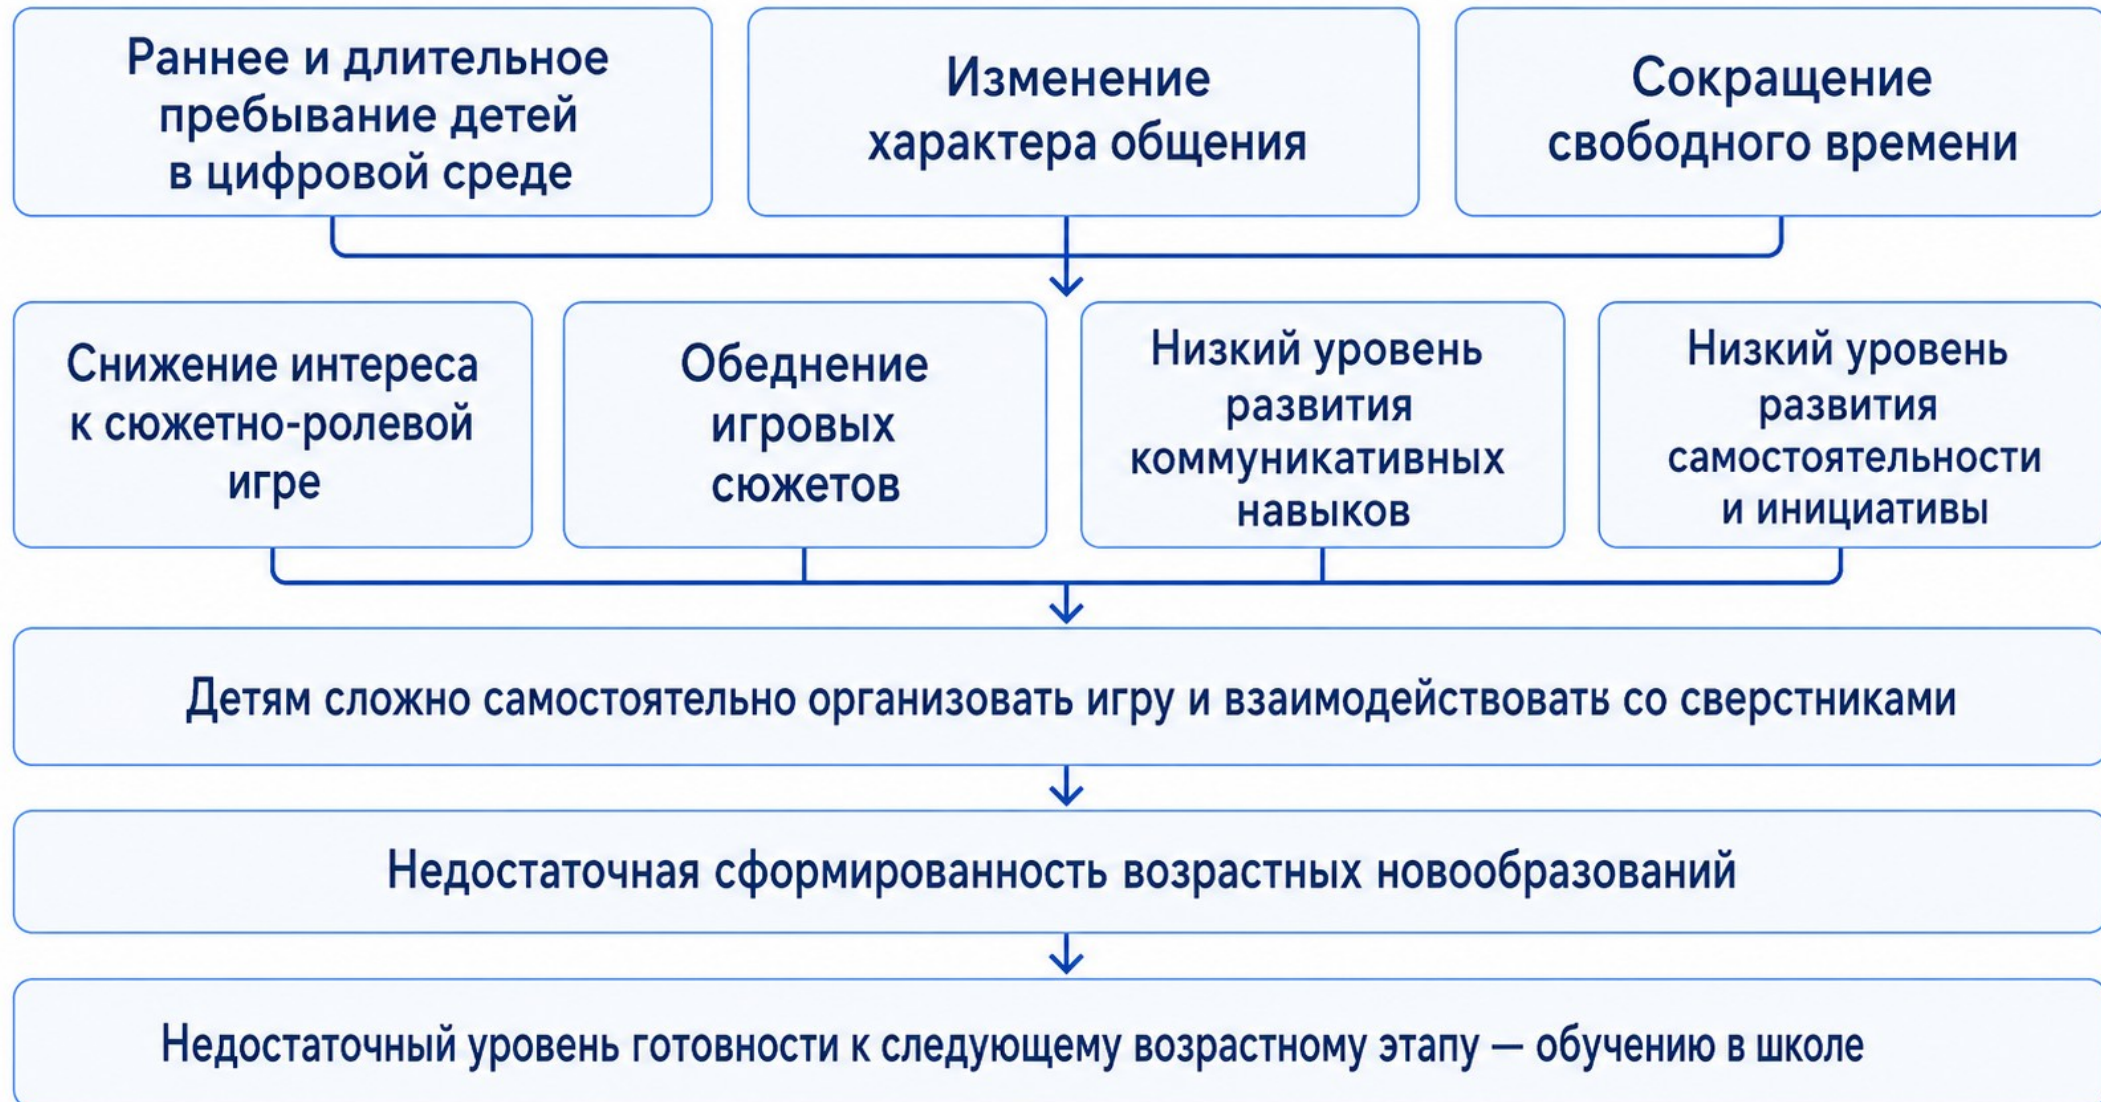 Раннее и длительное
пребывание детей
в цифровой среде
Изменение
характера общения
Сокращение
свободного времени
Снижение интереса
к сюжетно-ролевой
игре
Обеднение
игровых
сюжетов
Низкий уровень
развития
коммуникативных
навыков
Низкий уровень
развития
самостоятельности
и инициативы
Детям сложно самостоятельно организовать игру и взаимодействовать со сверстниками
Недостаточная сформированность возрастных новообразований
Недостаточный уровень готовности к следующему возрастному этапу — обучению в школе